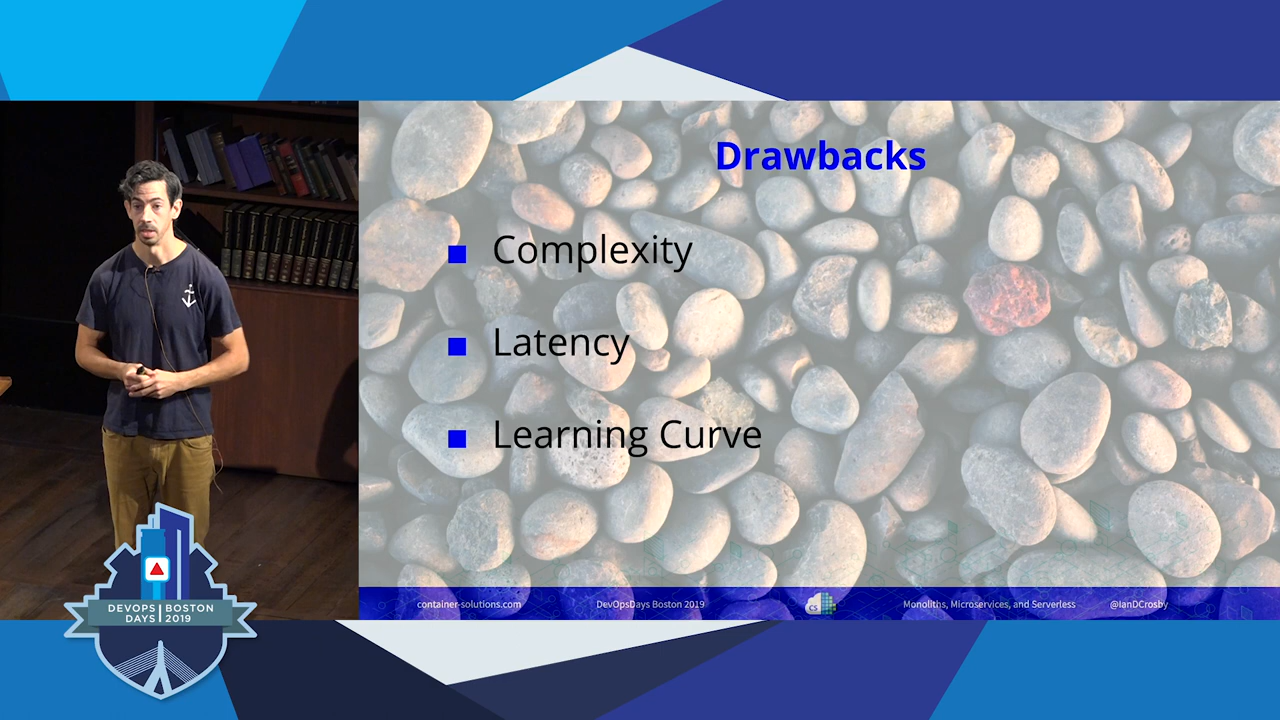 Drawbacks
Complexity
Latency
Learning Curve
container-solutions.com DevOpsDays Boston 2019 CS Monoliths, Microservices, and Serverless @IanDCrosby
DEVOPS BOSTON
DAYS 2019